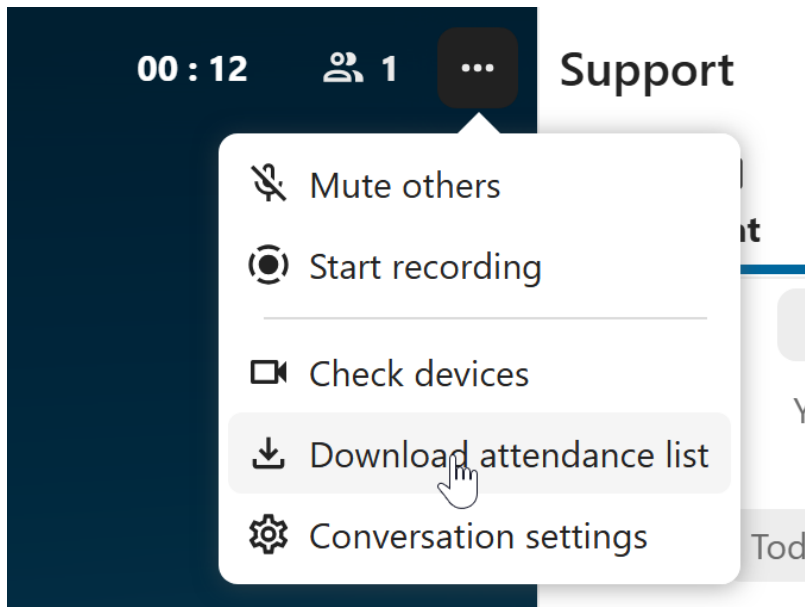 00 : 12
1
Support
Mute others
Start recording
Check devices
Download attendance list
Conversation settings